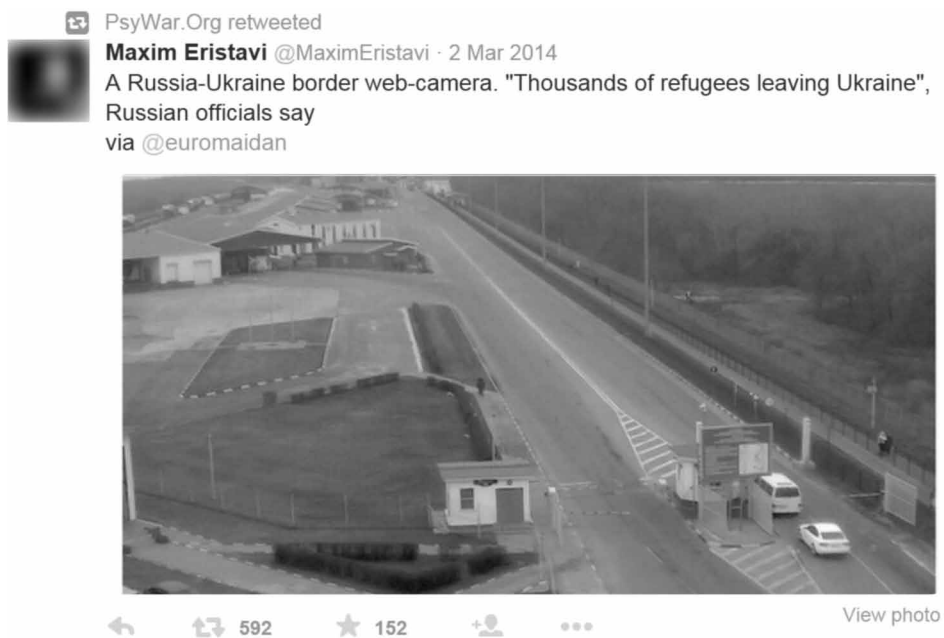 PsyWar.Org retweeted
Maxim Eristavi @MaximEristavi · 2 Mar 2014
A Russia-Ukraine border web-camera. "Thousands of refugees leaving Ukraine",
Russian officials say
via @euromaidan
View photo
592 152